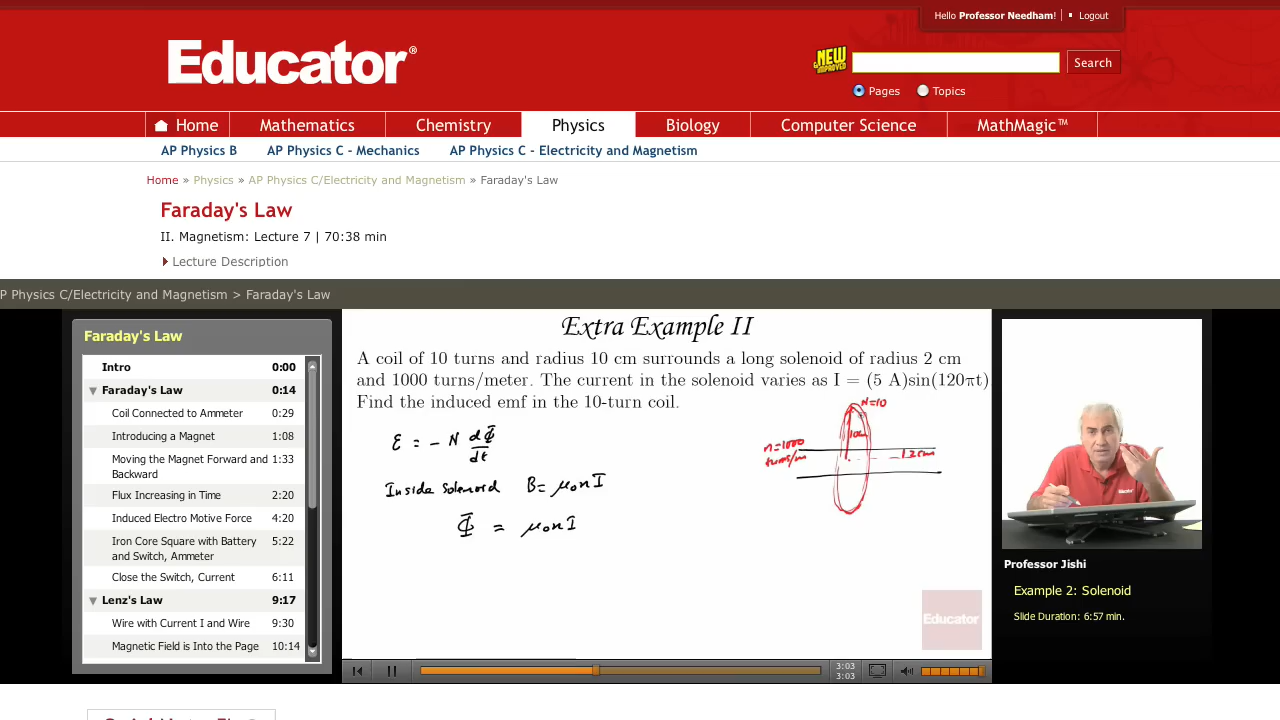 Hello Professor Needham! Logout
Educator®
NEW
& IMPROVED
Search
Pages Topics
Home Mathematics Chemistry Physics Biology Computer Science MathMagic™
AP Physics B AP Physics C - Mechanics AP Physics C - Electricity and Magnetism
Home » Physics » AP Physics C/Electricity and Magnetism » Faraday's Law
Faraday's Law
II. Magnetism: Lecture 7 | 70:38 min
Lecture Description
P Physics C/Electricity and Magnetism > Faraday's Law
Faraday's Law
Intro 0:00
Faraday's Law 0:14
Coil Connected to Ammeter 0:29
Introducing a Magnet 1:08
Moving the Magnet Forward and 1:33
Backward
Flux Increasing in Time 2:20
Induced Electro Motive Force 4:20
Iron Core Square with Battery 5:22
and Switch, Ammeter
Close the Switch, Current 6:11
Lenz's Law 9:17
Wire with Current I and Wire 9:30
Magnetic Field is Into the Page 10:14
Extra Example II
A coil of 10 turns and radius 10 cm surrounds a long solenoid of radius 2 cm
and 1000 turns/meter. The current in the solenoid varies as I = (5 A)sin(120πt)
Find the induced emf in the 10-turn coil.
N=10
n=1000
turns/m
ε = - N dΦ/dt
Inside Solenoid B = μ₀nI
Φ = μ₀nI
Educator
3:03
3:03
Educator
Professor Jishi
Example 2: Solenoid
Slide Duration: 6:57 min.